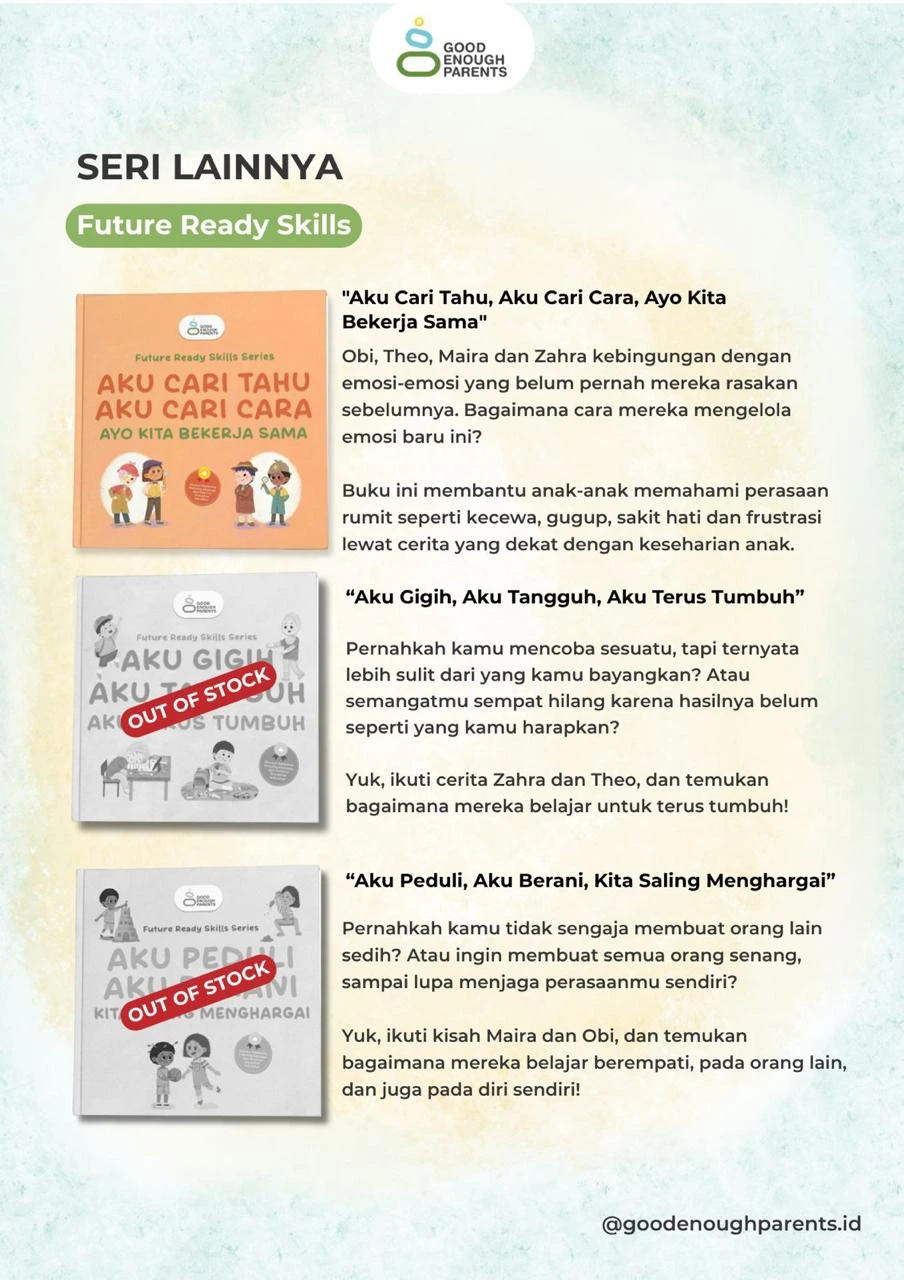 GOOD
ENOUGH
PARENTS
SERI LAINNYA
Future Ready Skills
GOOD
ENOUGH
PARENTS
Future Ready Skills Series
AKU CARI TAHU
AKU CARI CARA
AYO KITA BEKERJA SAMA
"Aku Cari Tahu, Aku Cari Cara, Ayo Kita
Bekerja Sama"
Obi, Theo, Maira dan Zahra kebingungan dengan
emosi-emosi yang belum pernah mereka rasakan
sebelumnya. Bagaimana cara mereka mengelola
emosi baru ini?
Buku ini membantu anak-anak memahami perasaan
rumit seperti kecewa, gugup, sakit hati dan frustrasi
lewat cerita yang dekat dengan keseharian anak.
GOOD
ENOUGH
PARENTS
Future Ready Skills Series
AKU GIGIH
AKU
OUT OF STOCK
TUMBUH
“Aku Gigih, Aku Tangguh, Aku Terus Tumbuh”
Pernahkah kamu mencoba sesuatu, tapi ternyata
lebih sulit dari yang kamu bayangkan? Atau
semangatmu sempat hilang karena hasilnya belum
seperti yang kamu harapkan?
Yuk, ikuti cerita Zahra dan Theo, dan temukan
bagaimana mereka belajar untuk terus tumbuh!
GOOD
ENOUGH
PARENTS
Future Ready Skills Series
AKU PEDULI
AKU
OUT OF STOCK
MENGHARGAI
“Aku Peduli, Aku Berani, Kita Saling Menghargai”
Pernahkah kamu tidak sengaja membuat orang lain
sedih? Atau ingin membuat semua orang senang,
sampai lupa menjaga perasaanmu sendiri?
Yuk, ikuti kisah Maira dan Obi, dan temukan
bagaimana mereka belajar berempati, pada orang lain,
dan juga pada diri sendiri!
@goodenoughparents.id